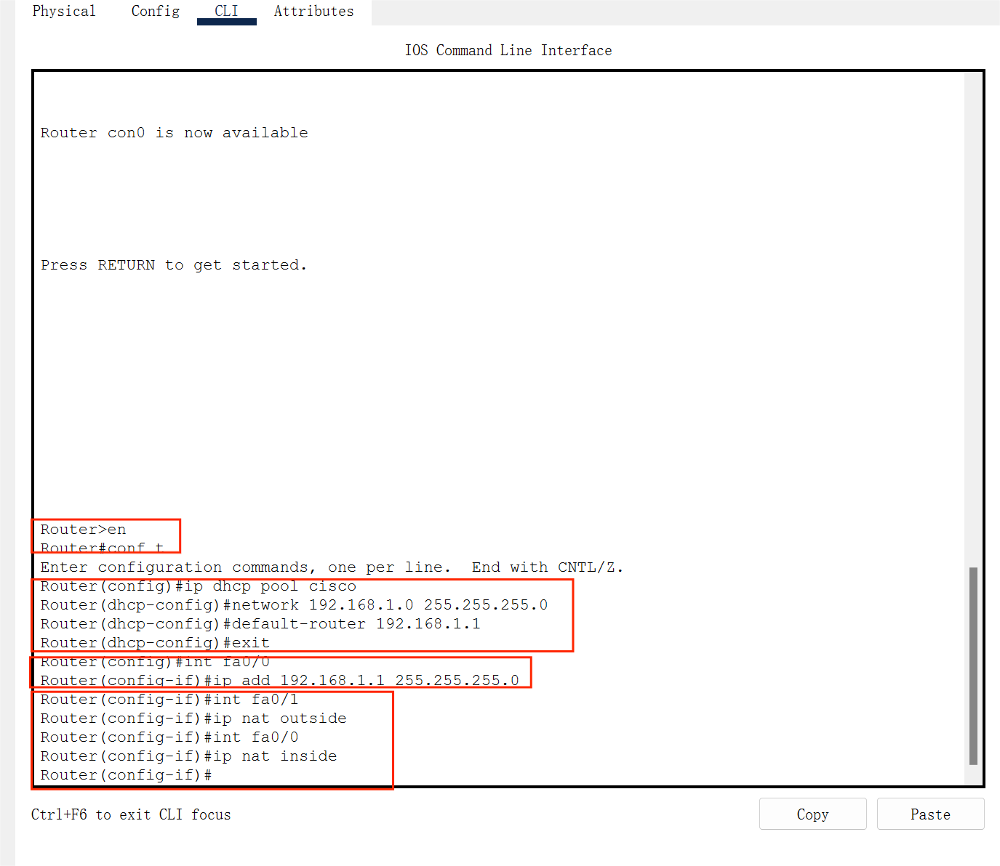 Physical Config CLI Attributes
IOS Command Line Interface
Router con0 is now available
Press RETURN to get started.
Router>en
Router#conf t
Enter configuration commands, one per line.  End with CNTL/Z.
Router(config)#ip dhcp pool cisco
Router(dhcp-config)#network 192.168.1.0 255.255.255.0
Router(dhcp-config)#default-router 192.168.1.1
Router(dhcp-config)#exit
Router(config)#int fa0/0
Router(config-if)#ip add 192.168.1.1 255.255.255.0
Router(config-if)#int fa0/1
Router(config-if)#ip nat outside
Router(config-if)#int fa0/0
Router(config-if)#ip nat inside
Router(config-if)#
Ctrl+F6 to exit CLI focus
Copy Paste